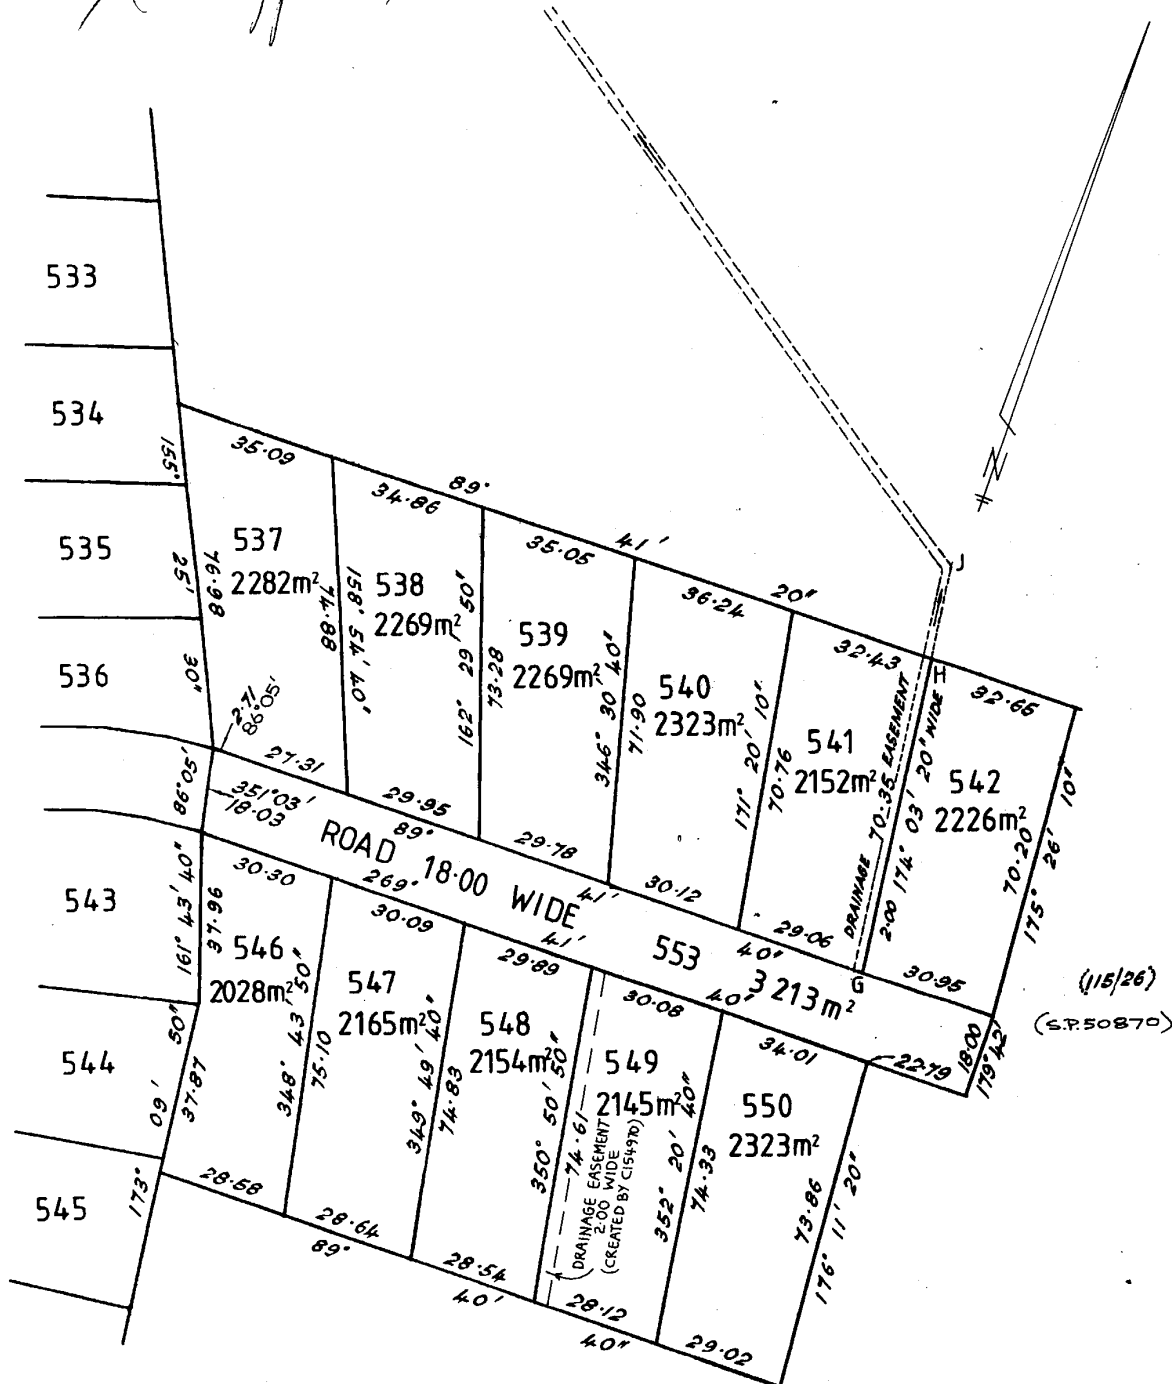 533
534
535
536
155°
25'
30"
76.98
35.09
34.86
89°
35.05
41'
36.24
20"
32.43
32.65
J
H
N
537
2282m²
74.88
158° 54' 40"
538
2269m²
162° 29' 50"
73.28
539
2269m²
346° 30' 40"
71.90
540
2323m²
171° 20' 10"
70.76
541
2152m²
DRAINAGE 70.35 EASEMENT
2.00 174° 03' 20" WIDE
542
2226m²
70.20
175° 26' 10"
2.71
86°05'
27.31
29.95
89°
29.78
41'
30.12
29.06
40"
G
30.95
86°05'
351°03'
18.03
ROAD 18.00 WIDE
553
3213m²
18.00
179°42'
(115/26)
(S.P.50870)
30.30
269°
30.09
41'
29.89
30.08
40"
34.01
22.79
543
544
545
161° 43' 40"
37.96
173° 09' 50"
37.87
546
2028m²
348° 43' 50"
75.10
547
2165m²
349° 49' 40"
74.83
548
2154m²
350° 50' 50"
74.61
DRAINAGE EASEMENT
2.00 WIDE
(CREATED BY C154970)
549
2145m²
352° 20' 40"
74.33
550
2323m²
73.86
176° 11' 20"
28.58
28.64
89°
28.54
40'
28.12
40"
29.02